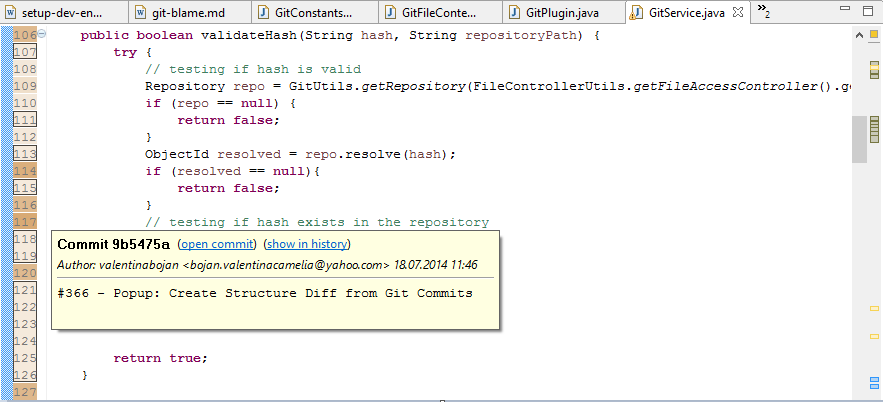 setup-dev-en... git-blame.md GitConstants... GitFileConte... GitPlugin.java GitService.java »2
106 public boolean validateHash(String hash, String repositoryPath) {
107 try {
108 // testing if hash is valid
109 Repository repo = GitUtils.getRepository(FileControllerUtils.getFileAccessController().ge
110 if (repo == null) {
111 return false;
112 }
113 ObjectId resolved = repo.resolve(hash);
114 if (resolved == null){
115 return false;
116 }
117 // testing if hash exists in the repository
118
119
120
121
122
123
124
125 return true;
126 }
127
Commit 9b5475a (open commit) (show in history)
Author: valentinabojan <bojan.valentinacamelia@yahoo.com> 18.07.2014 11:46
#366 - Popup: Create Structure Diff from Git Commits